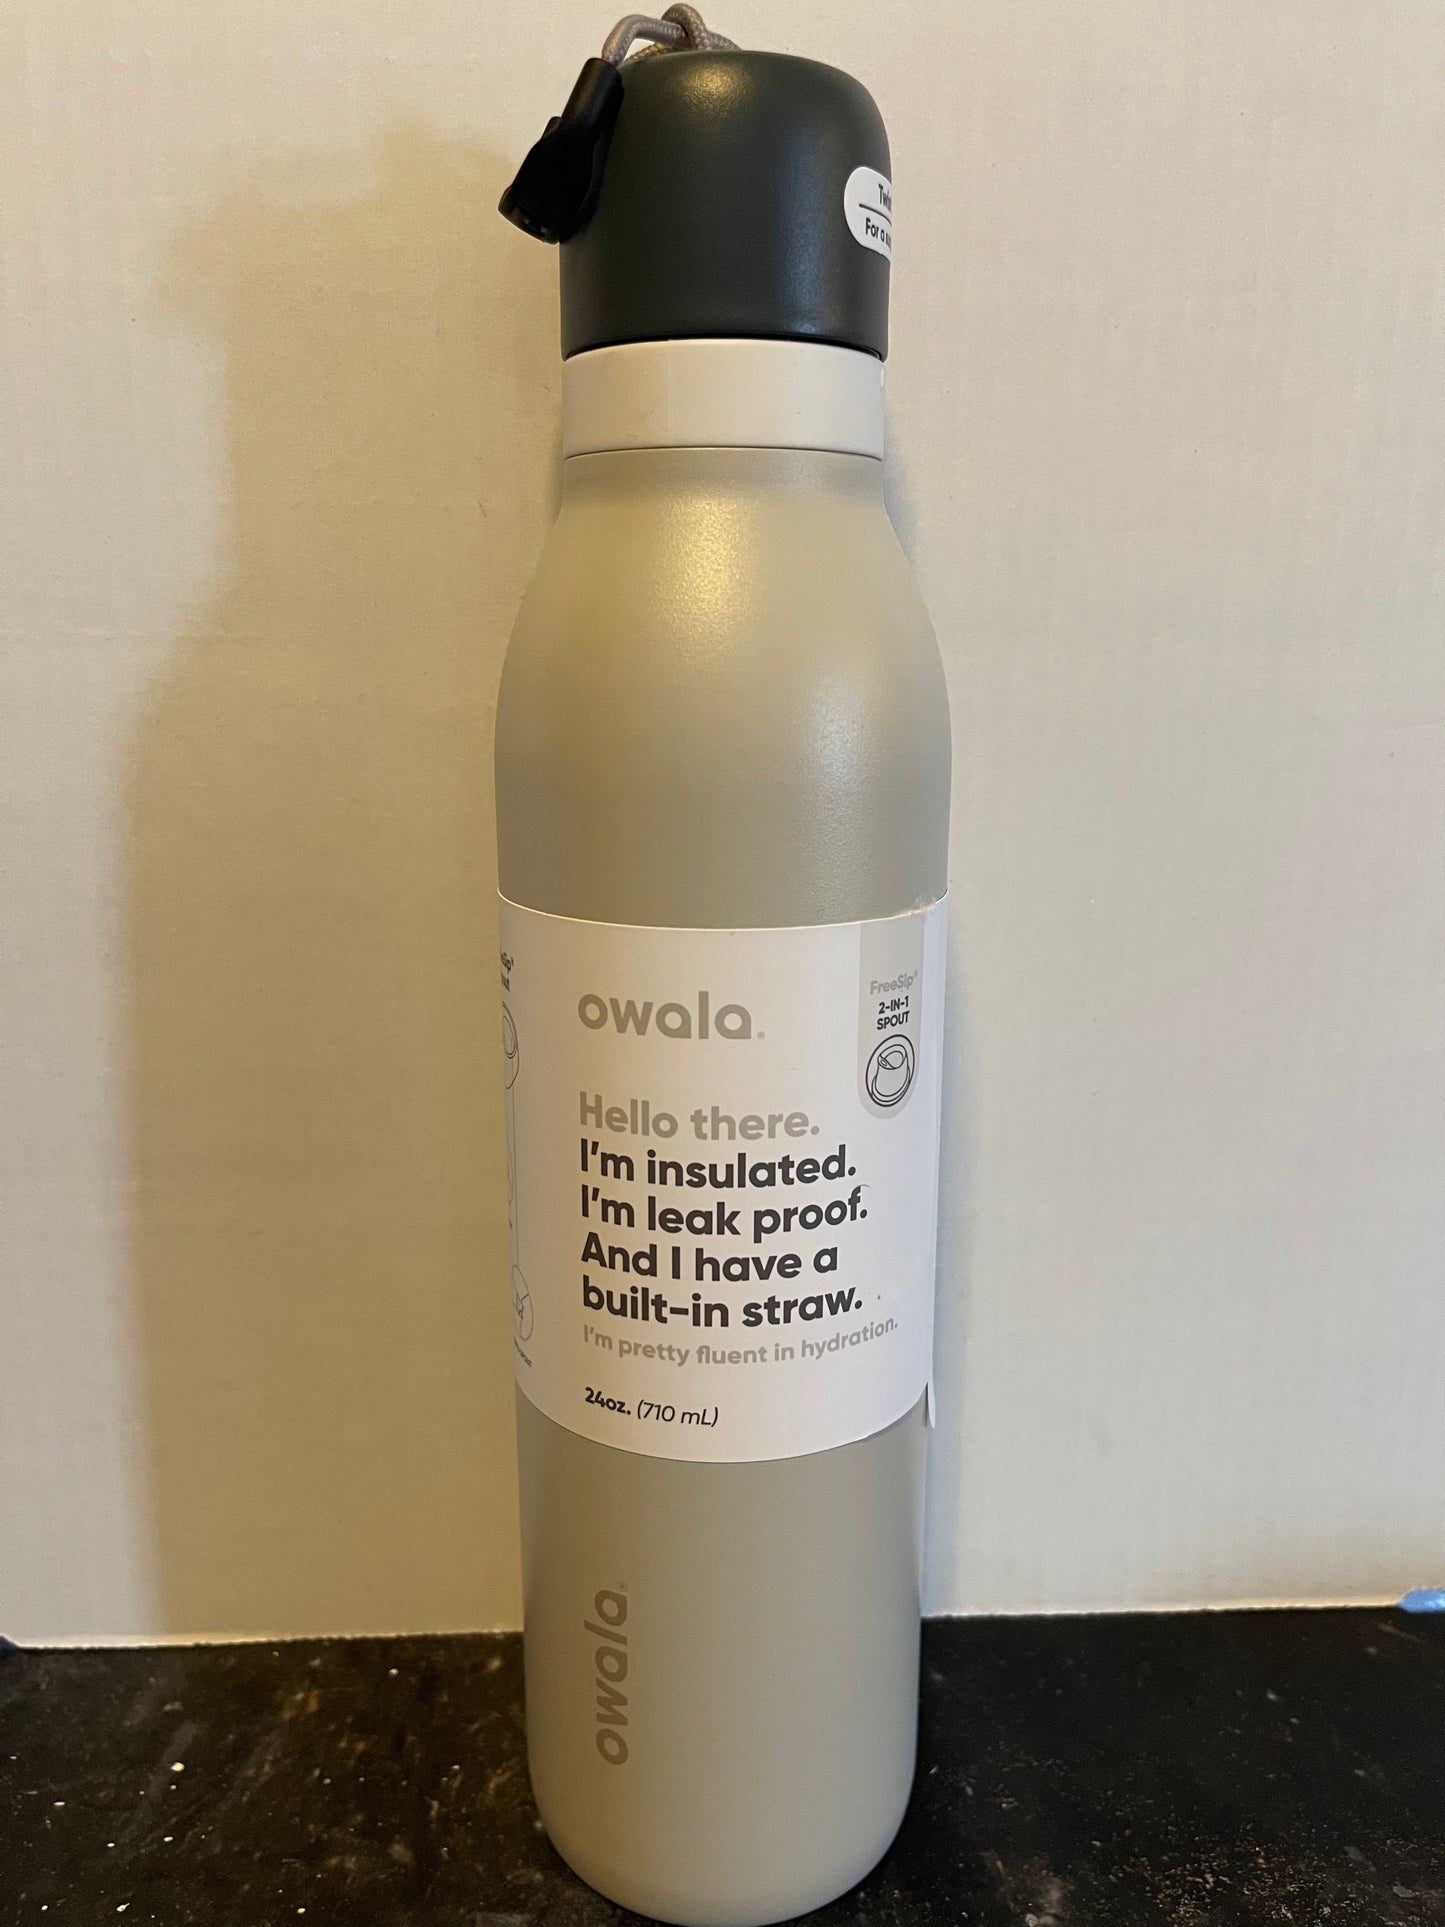 For a
owala®
FreeSip®
2-IN-1
SPOUT
Hello there.
I'm insulated.
I'm leak proof.
And I have a
built-in straw.
I'm pretty fluent in hydration.
24oz. (710 mL)
owala®